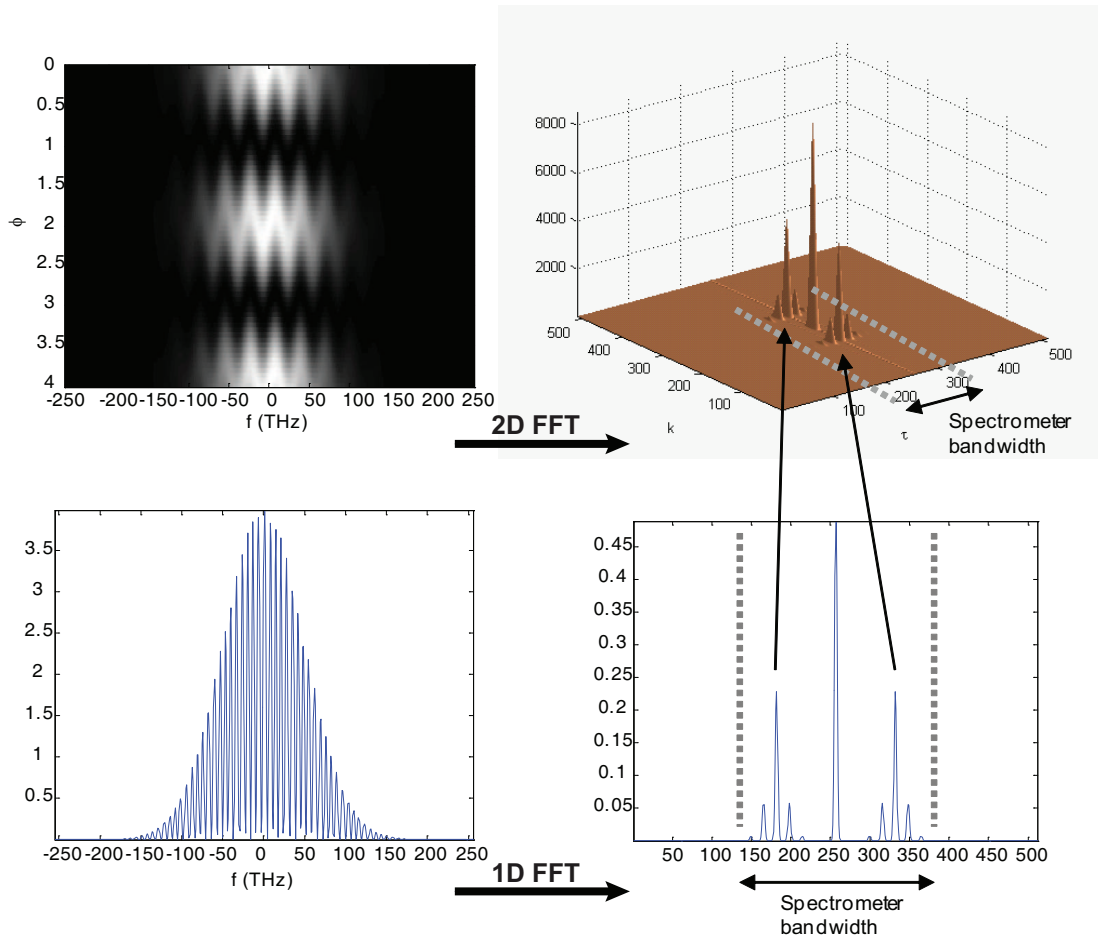 0
0.5
1
1.5
2
2.5
3
3.5
4
ϕ
-250 -200 -150 -100 -50 0 50 100 150 200 250
f (THz)
2D FFT
8000
6000
4000
2000
500
400
300
200
100
k
100
200
300
400
500
τ
Spectrometer
bandwidth
3.5
3
2.5
2
1.5
1
0.5
-250 -200 -150 -100 -50 0 50 100 150 200 250
f (THz)
1D FFT
0.45
0.4
0.35
0.3
0.25
0.2
0.15
0.1
0.05
50 100 150 200 250 300 350 400 450 500
Spectrometer
bandwidth